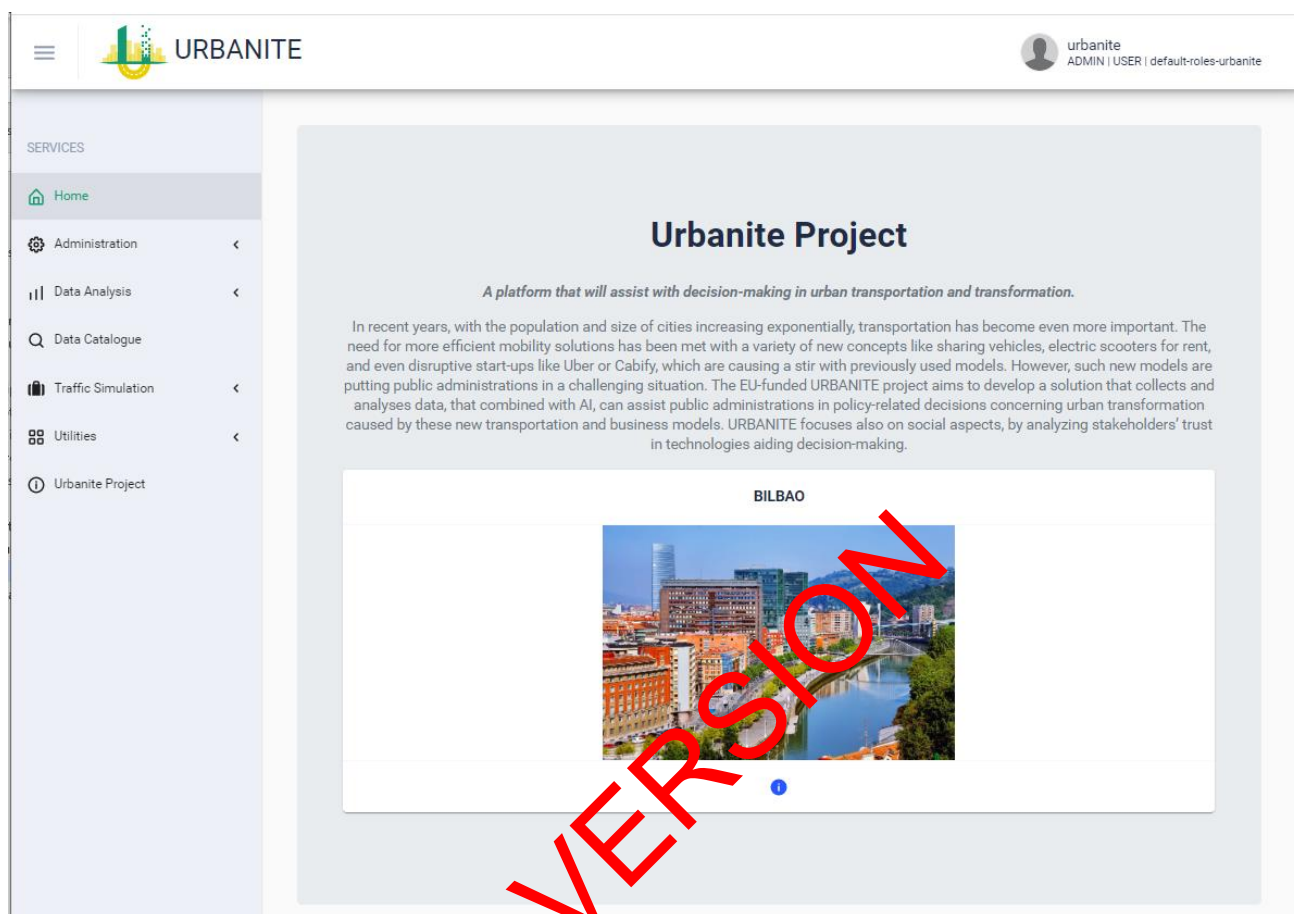 URBANITE
urbanite
ADMIN | USER | default-roles-urbanite
SERVICES
Home
Administration
Data Analysis
Data Catalogue
Traffic Simulation
Utilities
Urbanite Project
Urbanite Project
A platform that will assist with decision-making in urban transportation and transformation.
In recent years, with the population and size of cities increasing exponentially, transportation has become even more important. The
need for more efficient mobility solutions has been met with a variety of new concepts like sharing vehicles, electric scooters for rent,
and even disruptive start-ups like Uber or Cabify, which are causing a stir with previously used models. However, such new models are
putting public administrations in a challenging situation. The EU-funded URBANITE project aims to develop a solution that collects and
analyses data, that combined with AI, can assist public administrations in policy-related decisions concerning urban transformation
caused by these new transportation and business models. URBANITE focuses also on social aspects, by analyzing stakeholders' trust
in technologies aiding decision-making.
BILBAO
VERSION